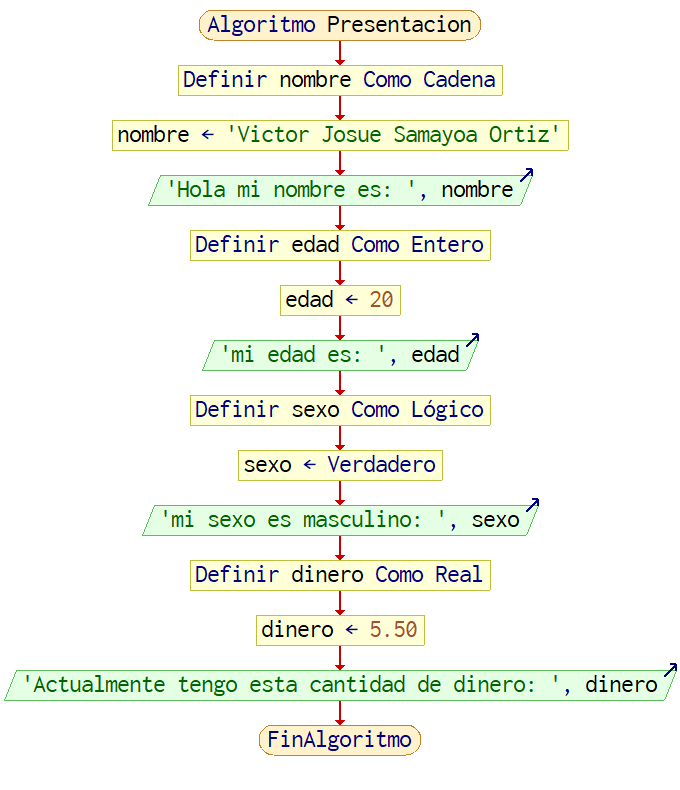 Algoritmo Presentacion
Definir nombre Como Cadena
nombre ← 'Victor Josue Samayoa Ortiz'
'Hola mi nombre es: ', nombre
Definir edad Como Entero
edad ← 20
'mi edad es: ', edad
Definir sexo Como Lógico
sexo ← Verdadero
'mi sexo es masculino: ', sexo
Definir dinero Como Real
dinero ← 5.50
'Actualmente tengo esta cantidad de dinero: ', dinero
FinAlgoritmo